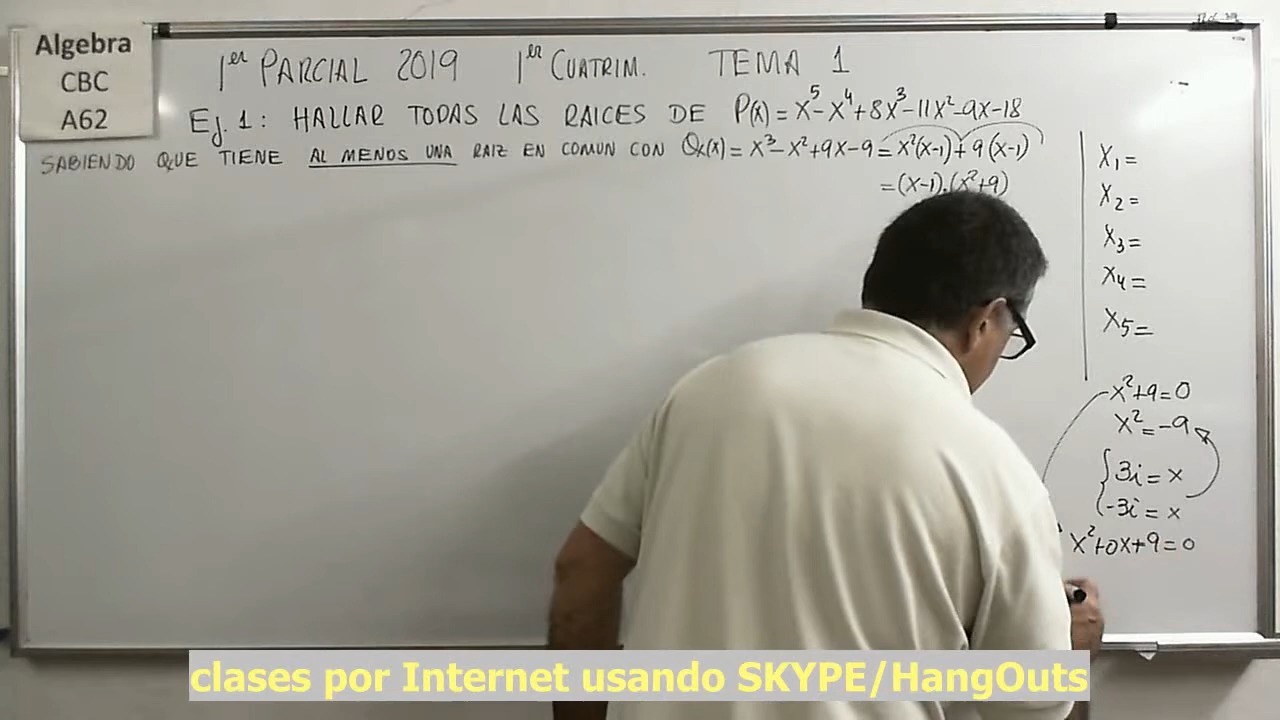 Algebra
CBC
A62
1er PARCIAL 2019 1er CUATRIM. TEMA 1
Ej. 1: HALLAR TODAS LAS RAICES DE P(x) = x⁵-x⁴+8x³-11x²-9x-18
SABIENDO QUE TIENE AL MENOS UNA RAIZ EN COMUN CON Q(x) = x³-x²+9x-9 = x²(x-1)+9(x-1)
=(x-1).(x²+9)
x₁=
x₂=
x₃=
x₄=
x₅=
x²+9=0
x²=-9
3i=x
-3i=x
x²+0x+9=0
clases por Internet usando SKYPE/HangOuts